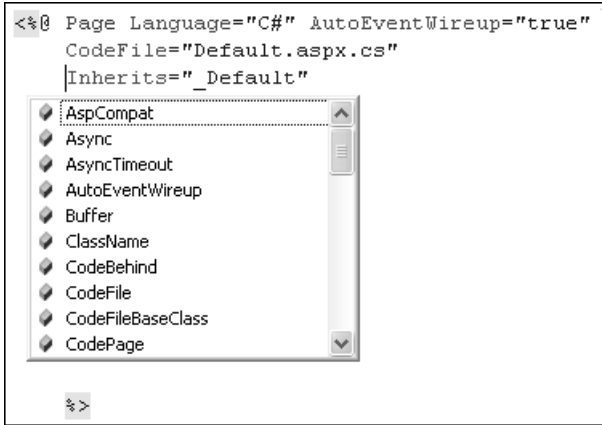 <%@ Page Language="C#" AutoEventWireup="true"
CodeFile="Default.aspx.cs"
Inherits="_Default"
AspCompat
Async
AsyncTimeout
AutoEventWireup
Buffer
ClassName
CodeBehind
CodeFile
CodeFileBaseClass
CodePage
%>